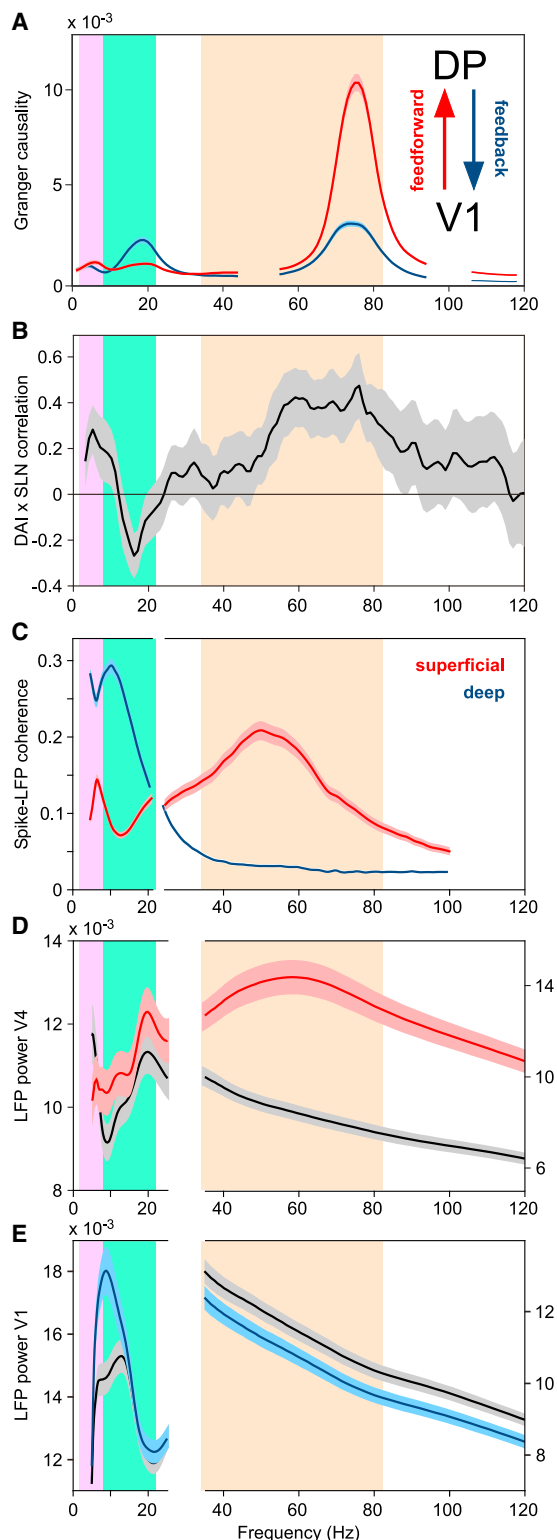 A
x 10-3
Granger causality
10
5
0
0 20 40 60 80 100 120
DP
feedforward
feedback
V1
B
DAI x SLN correlation
0.6
0.4
0.2
0
-0.2
-0.4
0 20 40 60 80 100 120
C
Spike-LFP coherence
0.3
0.2
0.1
0
superficial
deep
0 20 40 60 80 100 120
D
x 10-3
LFP power V4
14
12
10
8
14
10
6
0 20 40 60 80 100 120
E
x 10-3
LFP power V1
18
16
14
12
12
10
8
0 20 40 60 80 100 120
Frequency (Hz)